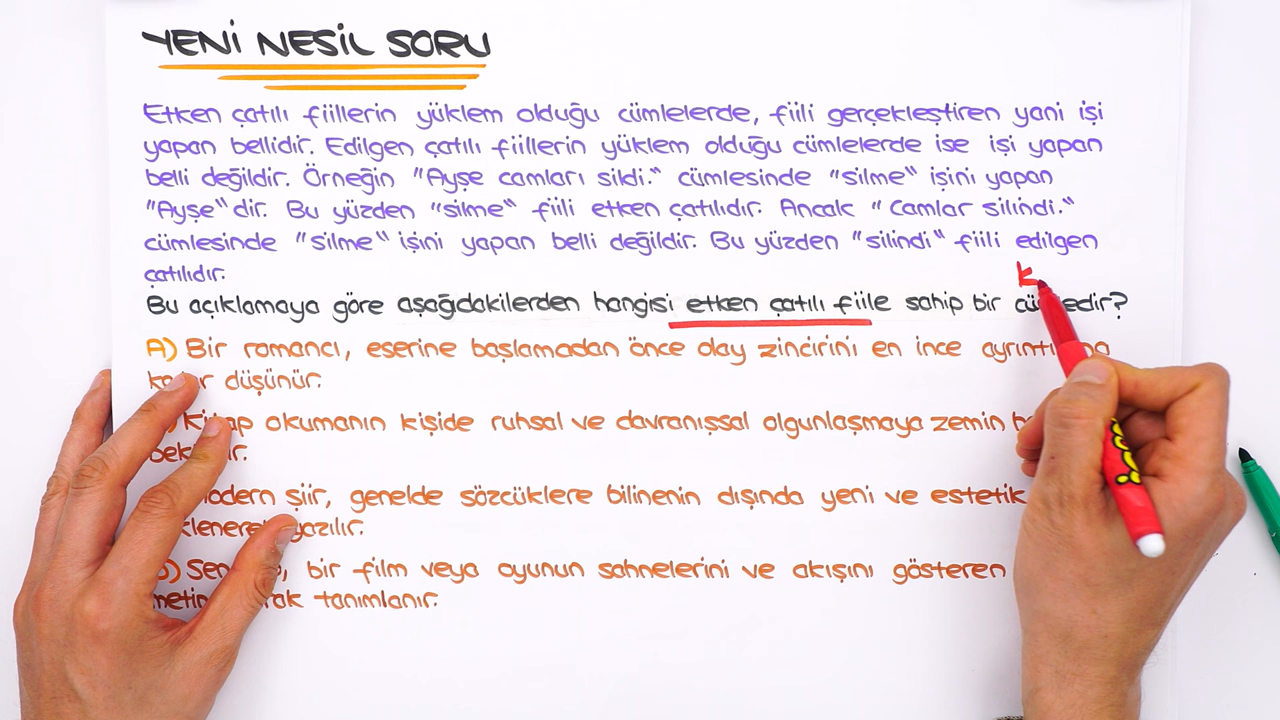 YENİ NESİL SORU
Etken çatılı fiillerin yüklem olduğu cümlelerde, fiili gerçekleştiren yani işi
yapan bellidir. Edilgen çatılı fiillerin yüklem olduğu cümlelerde ise işi yapan
belli değildir. Örneğin "Ayşe camları sildi." cümlesinde "silme" işini yapan
"Ayşe"dir. Bu yüzden "silme" fiili etken çatılıdır. Ancak "Camlar silindi."
cümlesinde "silme" işini yapan belli değildir. Bu yüzden "silindi" fiili edilgen
çatılıdır.
k
Bu açıklamaya göre aşağıdakilerden hangisi etken çatılı fiile sahip bir
A) Bir romancı, eserine başlamadan önce olay zincirini en ince
düşünür.
okumanın kişide ruhsal ve davranışsal olgunlaşmaya zemin
şiir, genelde sözcüklere bilinenin dışında yeni ve estetik
yazılır.
bir film veya oyunun sahnelerini ve akışını gösteren
tanımlanır.